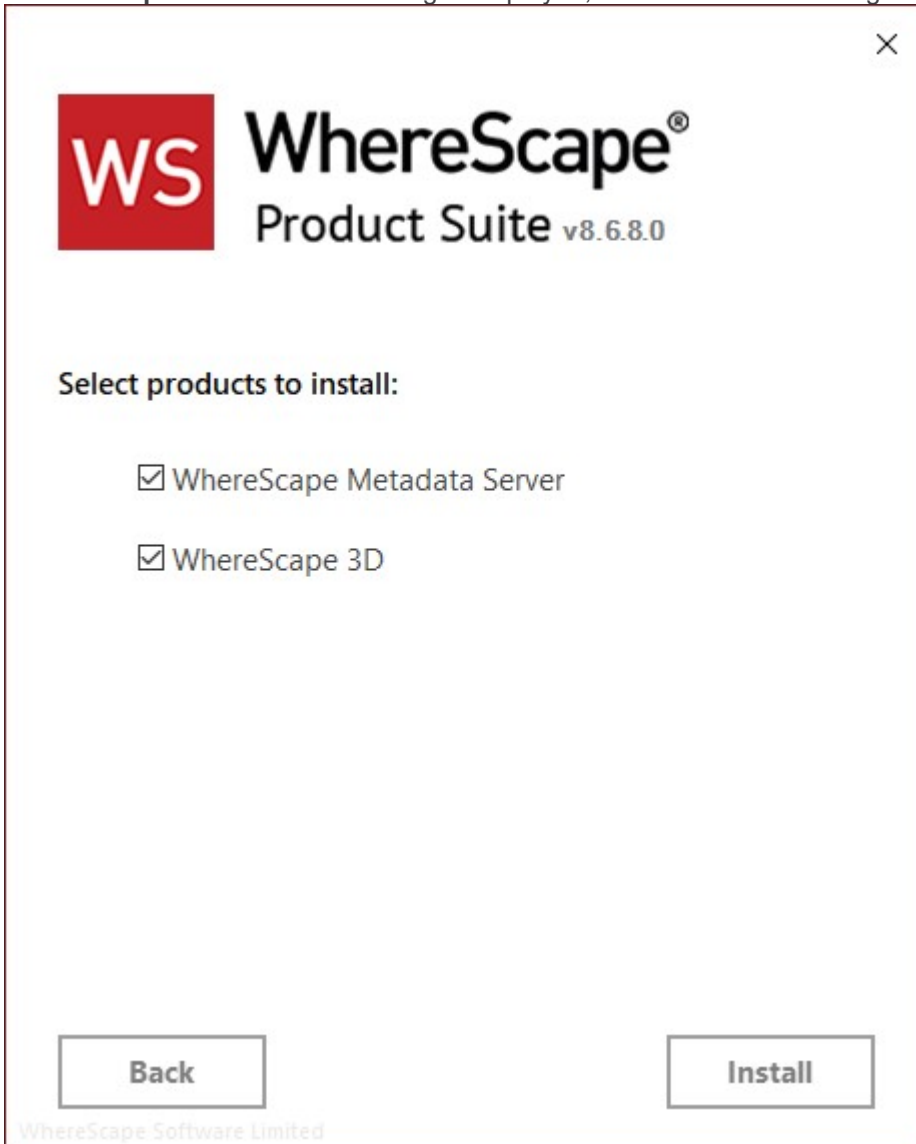 WS
WhereScape®
Product Suite v8.6.8.0
Select products to install:
WhereScape Metadata Server
WhereScape 3D
Back
Install
WhereScape Software Limited